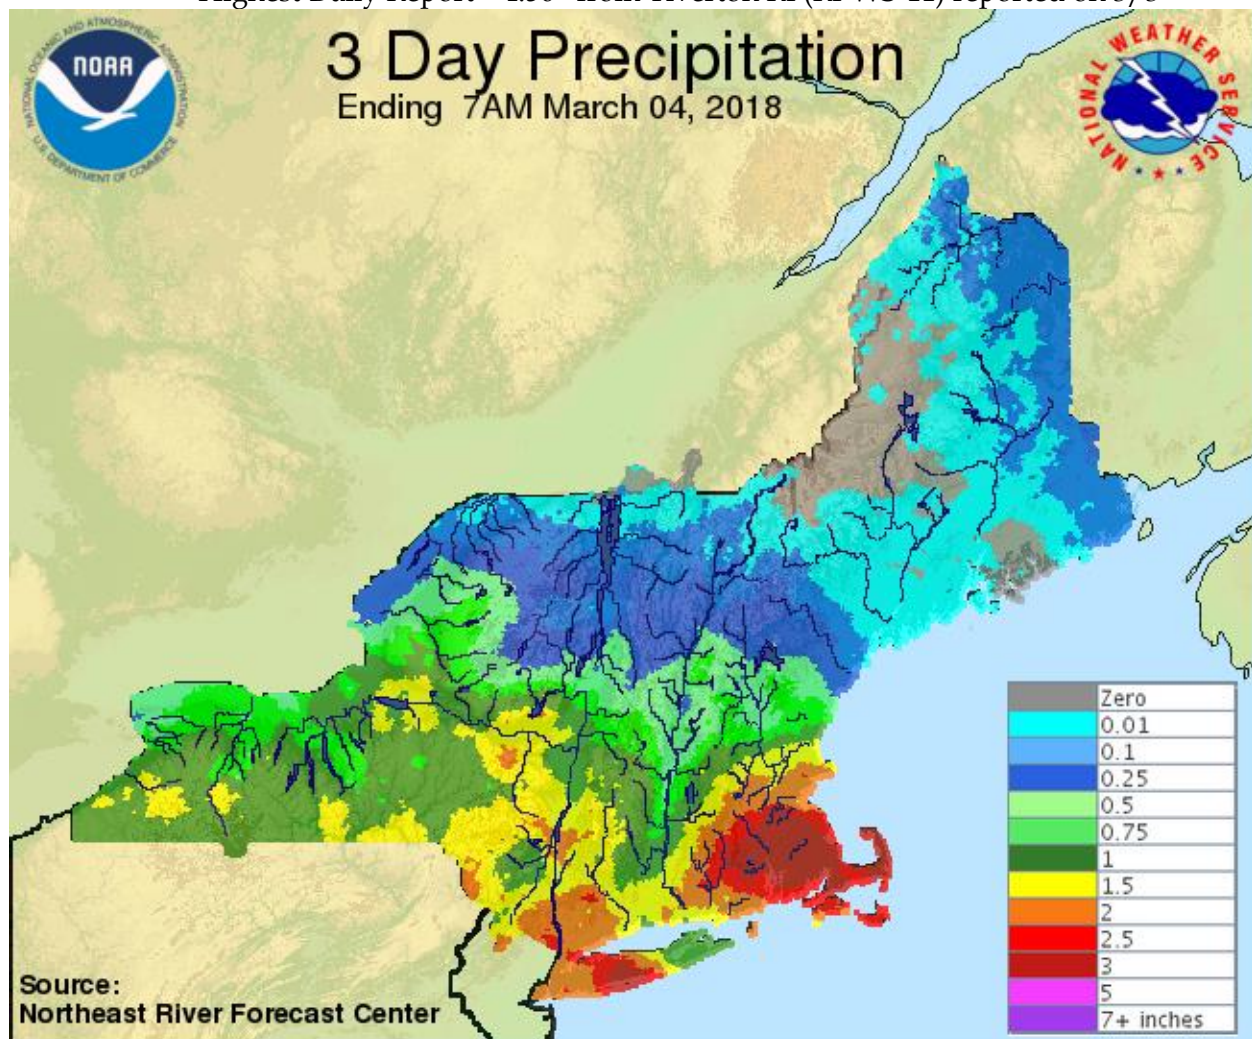 3 Day Precipitation
Ending 7AM March 04, 2018
NATIONAL OCEANIC AND ATMOSPHERIC ADMINISTRATION
NOAA
U.S. DEPARTMENT OF COMMERCE
NATIONAL WEATHER SERVICE
Zero
0.01
0.1
0.25
0.5
0.75
1
1.5
2
2.5
3
5
7+ inches
Source:
Northeast River Forecast Center